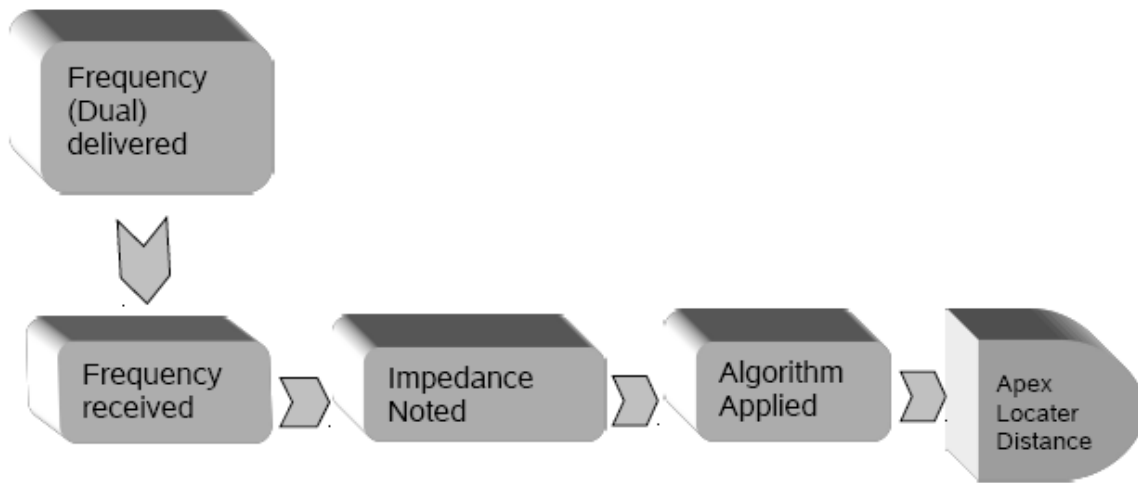 Frequency
(Dual)
delivered
Frequency
received
Impedance
Noted
Algorithm
Applied
Apex
Locater
Distance